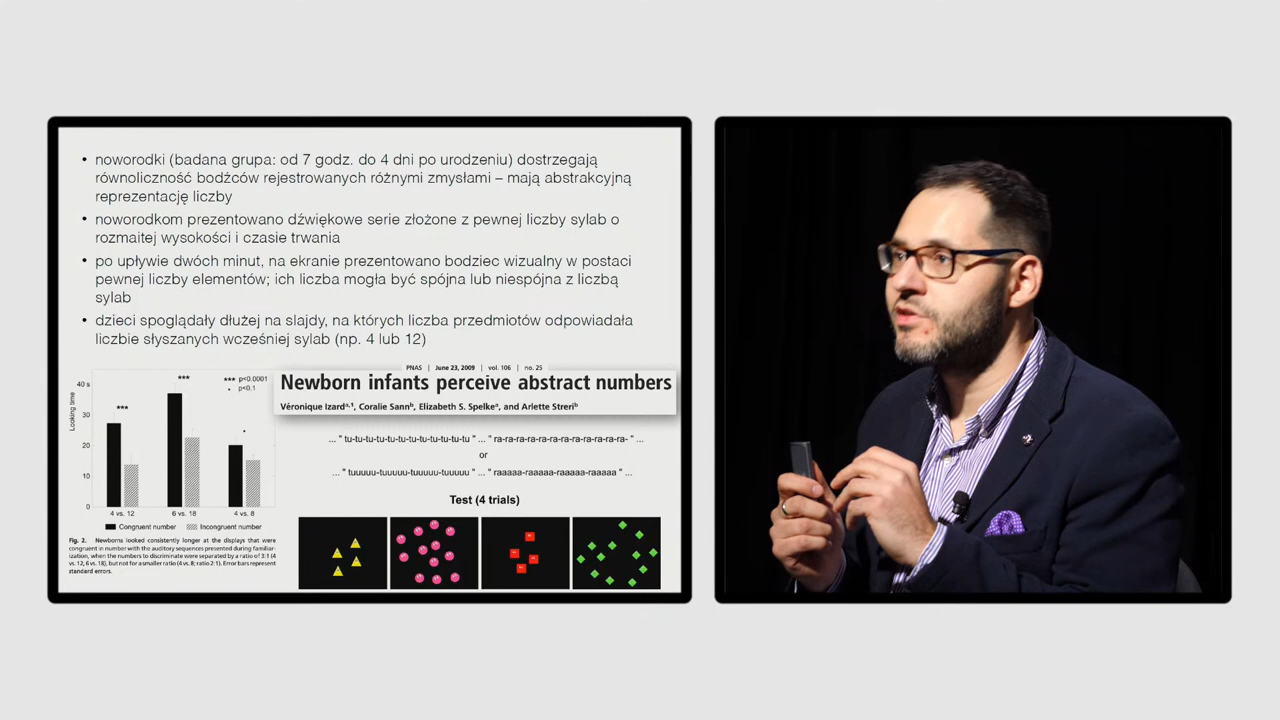 • noworodki (badana grupa: od 7 godz. do 4 dni po urodzeniu) dostrzegają
równoliczność bodźców rejestrowanych różnymi zmysłami – mają abstrakcyjną
reprezentację liczby
• noworodkom prezentowano dźwiękowe serie złożone z pewnej liczby sylab o
rozmaitej wysokości i czasie trwania
• po upływie dwóch minut, na ekranie prezentowano bodziec wizualny w postaci
pewnej liczby elementów; ich liczba mogła być spójna lub niespójna z liczbą
sylab
• dzieci spoglądały dłużej na slajdy, na których liczba przedmiotów odpowiadała
liczbie słyszanych wcześniej sylab (np. 4 lub 12)
PNAS | June 23, 2009 | vol. 106 | no. 25
Newborn infants perceive abstract numbers
Véronique Izardᵃ,¹, Coralie Sannᵇ, Elizabeth S. Spelkeᵃ, and Arlette Streriᵇ
Looking time
40 s
30
20
10
0
***
***
*
*** p<0.0001
* p<0.1
4 vs. 12
6 vs. 18
4 vs. 8
Congruent number
Incongruent number
Fig. 2. Newborns looked consistently longer at the displays that were
congruent in number with the auditory sequences presented during familiar-
ization, when the numbers to discriminate were separated by a ratio of 3:1 (4
vs. 12, 6 vs. 18), but not for a smaller ratio (4 vs. 8; ratio 2:1). Error bars represent
standard errors.
... " tu-tu-tu-tu-tu-tu-tu-tu-tu-tu-tu-tu " ... " ra-ra-ra-ra-ra-ra-ra-ra-ra-ra-ra-ra- " ...
or
... " tuuuuu-tuuuuu-tuuuuu-tuuuuu " ... " raaaaa-raaaaa-raaaaa-raaaaa " ...
Test (4 trials)